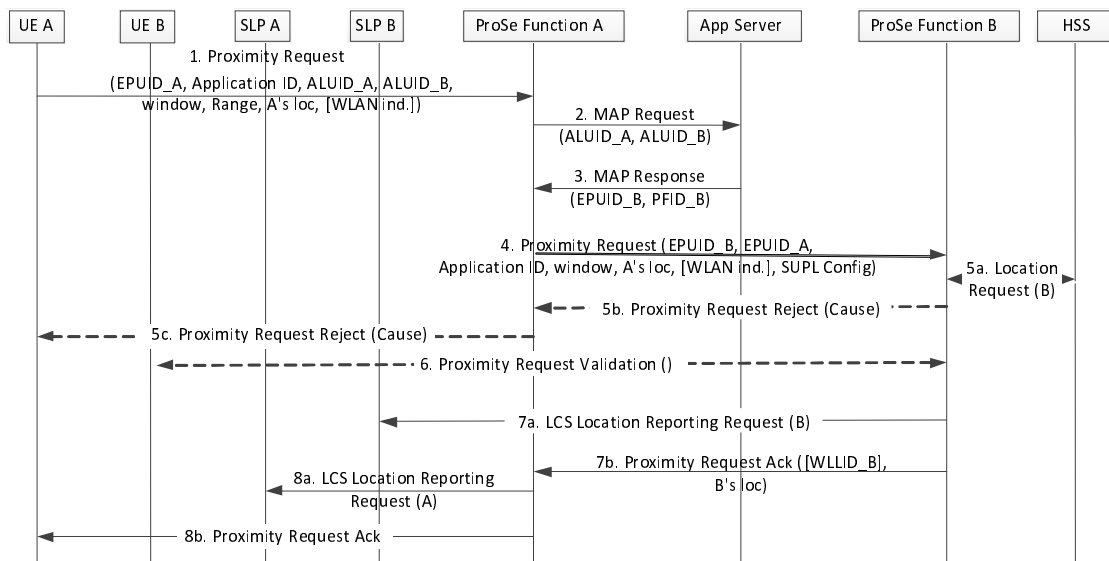 UE A
UE B
SLP A
SLP B
ProSe Function A
App Server
ProSe Function B
HSS
1. Proximity Request
(EPUID_A, Application ID, ALUID_A, ALUID_B,
window, Range, A's loc, [WLAN ind.])
2. MAP Request
(ALUID_A, ALUID_B)
3. MAP Response
(EPUID_B, PFID_B)
4. Proximity Request (EPUID_B, EPUID_A,
Application ID, window, A's loc, [WLAN ind.], SUPL Config)
5a. Location
Request (B)
5b. Proximity Request Reject (Cause)
5c. Proximity Request Reject (Cause)
6. Proximity Request Validation ()
7a. LCS Location Reporting Request (B)
7b. Proximity Request Ack ([WLLID_B],
B's loc)
8a. LCS Location Reporting
Request (A)
8b. Proximity Request Ack